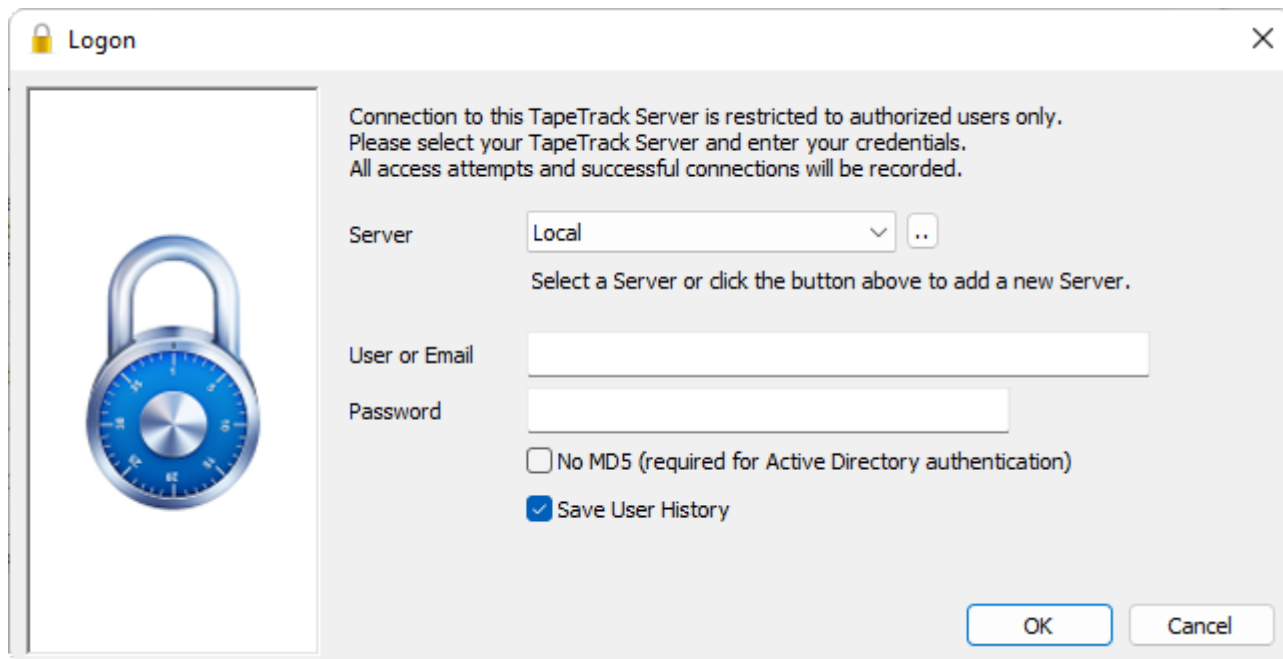 Logon
Connection to this TapeTrack Server is restricted to authorized users only.
Please select your TapeTrack Server and enter your credentials.
All access attempts and successful connections will be recorded.
Server
Local
..
Select a Server or click the button above to add a new Server.
User or Email
Password
No MD5 (required for Active Directory authentication)
Save User History
OK
Cancel